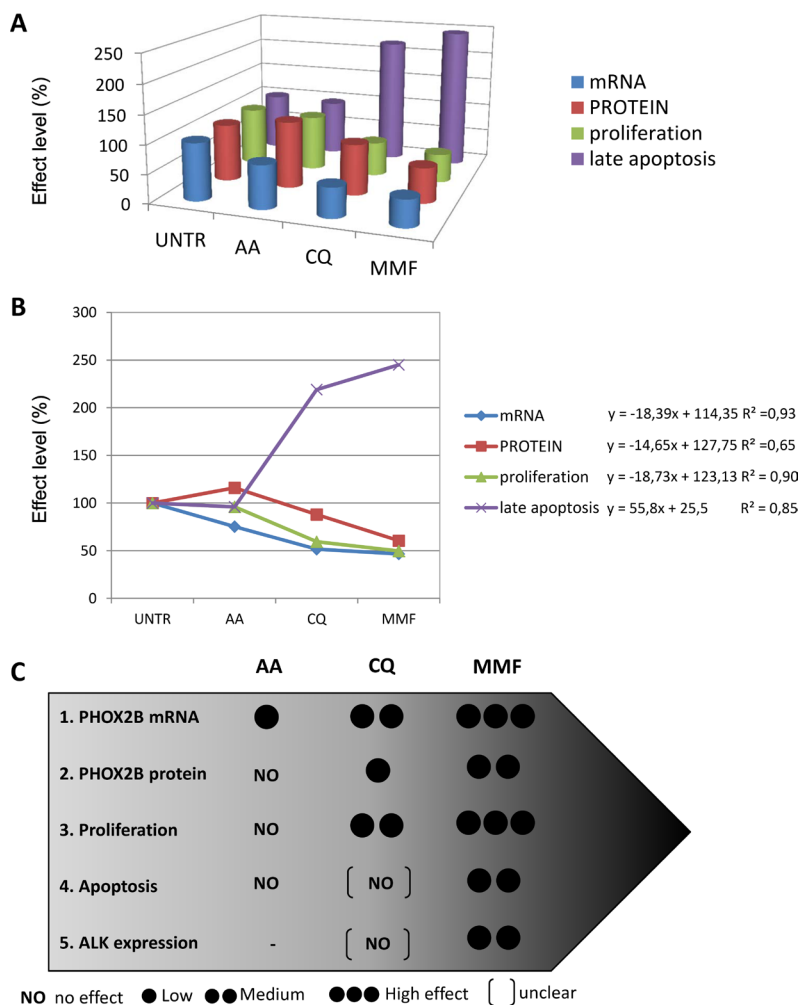 A
250
200
150
100
50
0
Effect level (%)
UNTR
AA
CQ
MMF
mRNA
PROTEIN
proliferation
late apoptosis
B
300
250
200
150
100
50
0
Effect level (%)
UNTR AA CQ MMF
mRNA y = -18,39x + 114,35 R² =0,93
PROTEIN y = -14,65x + 127,75 R² = 0,65
proliferation y = -18,73x + 123,13 R² = 0,90
late apoptosis y = 55,8x + 25,5 R² = 0,85
C
AA CQ MMF
1. PHOX2B mRNA
2. PHOX2B protein NO
3. Proliferation NO
4. Apoptosis NO [ NO ]
5. ALK expression - [ NO ]
NO no effect Low Medium High effect [ ] unclear